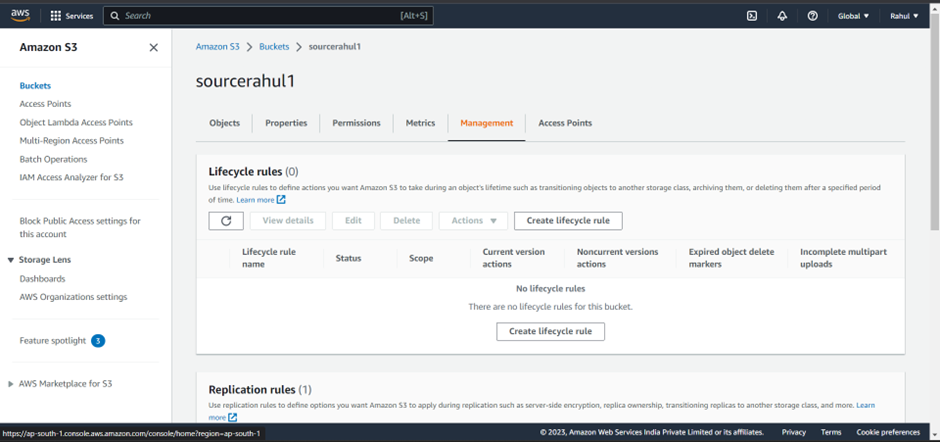 aws
Services
Search
[Alt+S]
Global
Rahul
Amazon S3
Buckets
Access Points
Object Lambda Access Points
Multi-Region Access Points
Batch Operations
IAM Access Analyzer for S3
Block Public Access settings for
this account
Storage Lens
Dashboards
AWS Organizations settings
Feature spotlight 3
AWS Marketplace for S3
Amazon S3 > Buckets > sourcerahul1
sourcerahul1
Objects
Properties
Permissions
Metrics
Management
Access Points
Lifecycle rules (0)
Use lifecycle rules to define actions you want Amazon S3 to take during an object's lifetime such as transitioning objects to another storage class, archiving them, or deleting them after a specified period
of time. Learn more
View details
Edit
Delete
Actions
Create lifecycle rule
Lifecycle rule
name
Status
Scope
Current version
actions
Noncurrent versions
actions
Expired object delete
markers
Incomplete multipart
uploads
No lifecycle rules
There are no lifecycle rules for this bucket.
Create lifecycle rule
Replication rules (1)
Use replication rules to define options you want Amazon S3 to apply during replication such as server-side encryption, replica ownership, transitioning replicas to another storage class, and more. Learn
more
https://ap-south-1.console.aws.amazon.com/console/home?region=ap-south-1
© 2023, Amazon Web Services India Private Limited or its affiliates.
Privacy
Terms
Cookie preferences